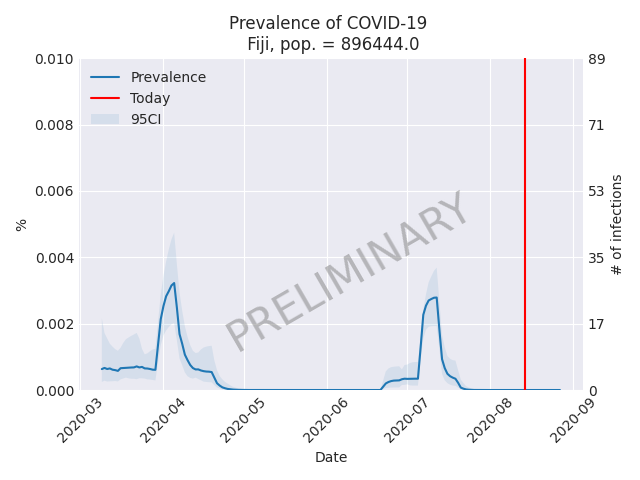 Prevalence of COVID-19
Fiji, pop. = 896444.0
Prevalence
Today
95CI
PRELIMINARY
0.010
0.008
0.006
0.004
0.002
0.000
%
89
71
53
35
17
0
# of infections
2020-03
2020-04
2020-05
2020-06
2020-07
2020-08
2020-09
Date